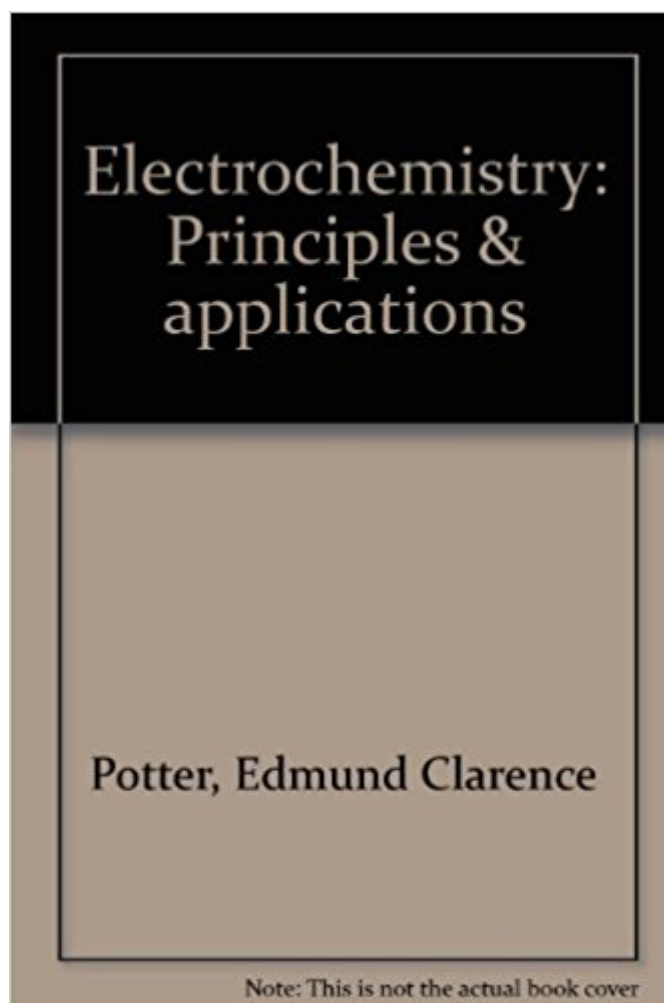 Electrochemistry:
Principles &
applications
Potter, Edmund Clarence
Note: This is not the actual book cover